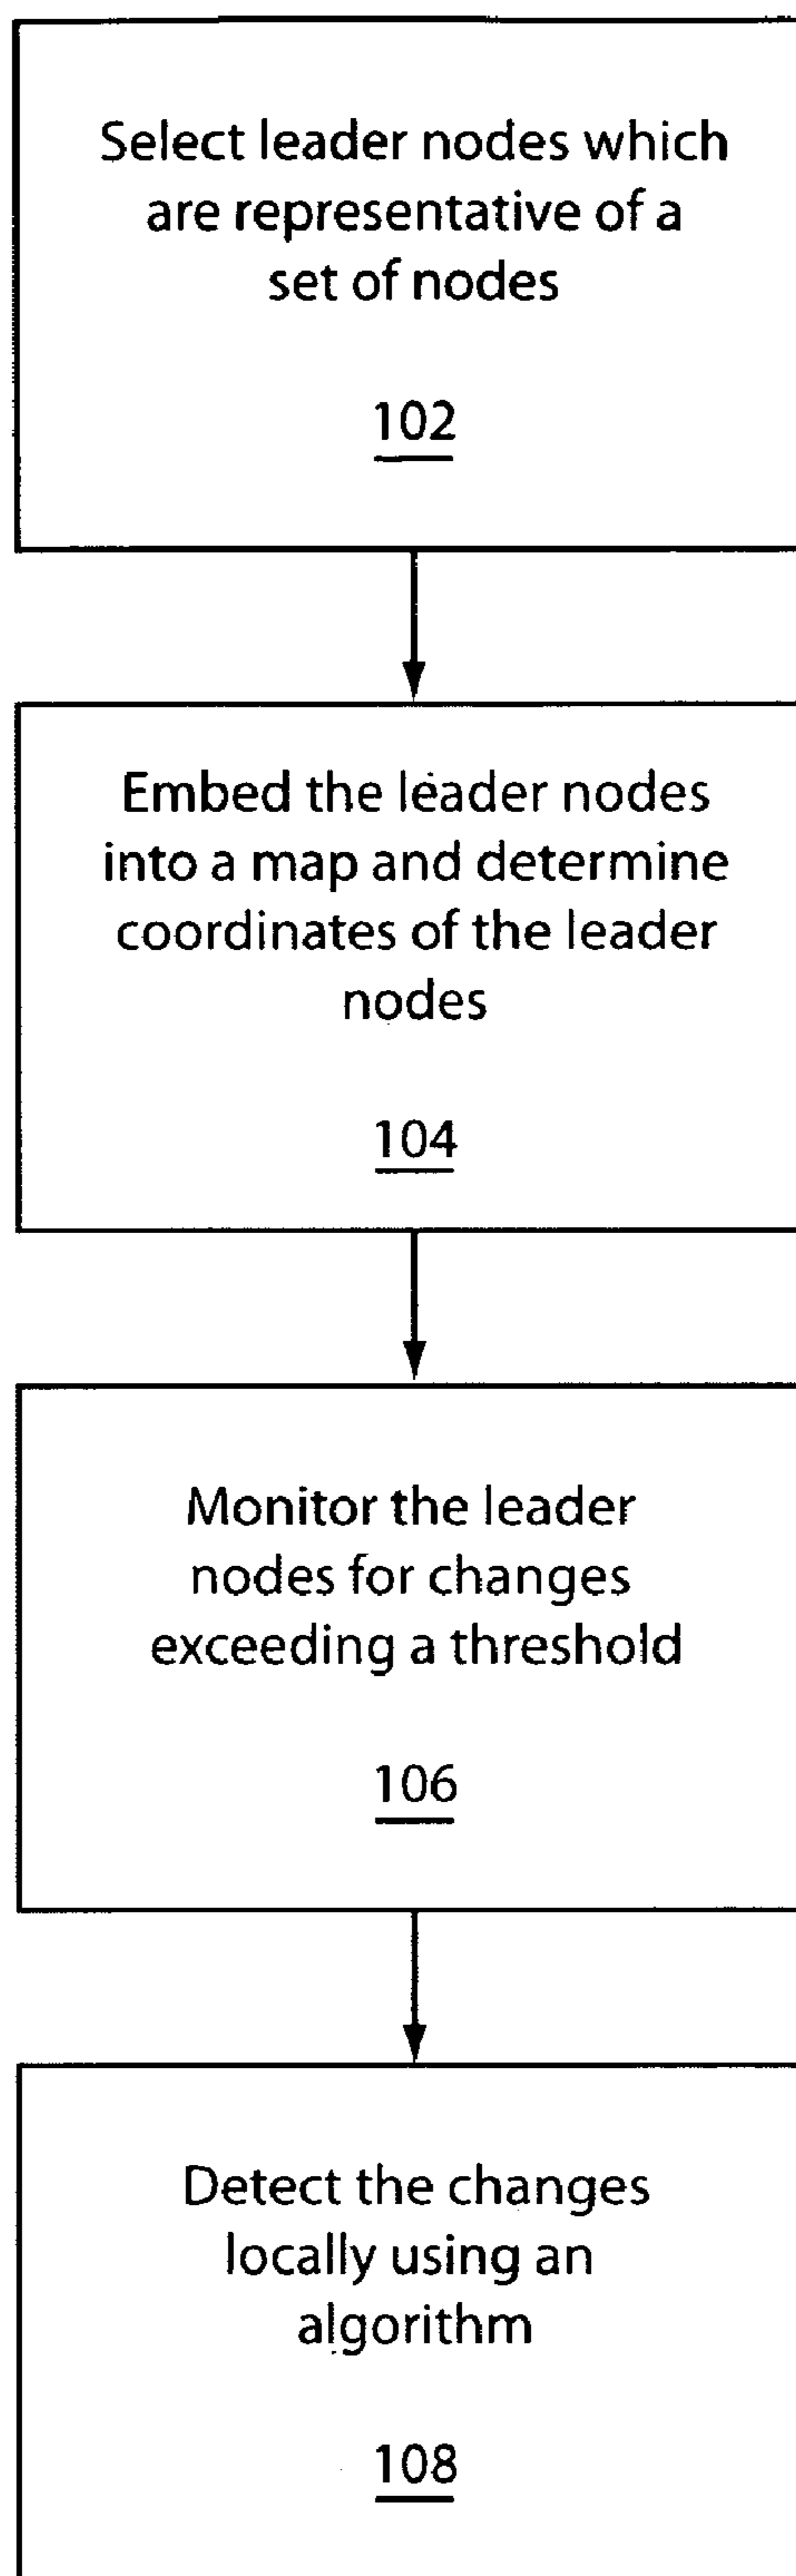 Select leader nodes which
are representative of a
set of nodes
102
Embed the leader nodes
into a map and determine
coordinates of the leader
nodes
104
Monitor the leader
nodes for changes
exceeding a threshold
106
Detect the changes
locally using an
algorithm
108